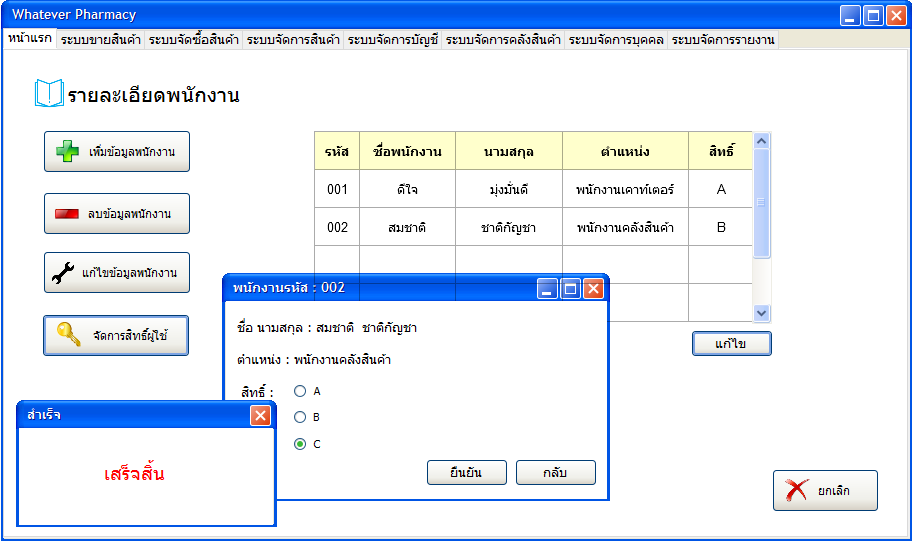 Whatever Pharmacy
หน้าแรก ระบบขายสินค้า ระบบจัดซื้อสินค้า ระบบจัดการสินค้า ระบบจัดการบัญชี ระบบจัดการคลังสินค้า ระบบจัดการบุคคล ระบบจัดการรายงาน
รายละเอียดพนักงาน
เพิ่มข้อมูลพนักงาน
ลบข้อมูลพนักงาน
แก้ไขข้อมูลพนักงาน
จัดการสิทธิ์ผู้ใช้
รหัส ชื่อพนักงาน นามสกุล ตำแหน่ง สิทธิ์
001 ดีใจ มุ่งมั่นดี พนักงานเคาท์เตอร์ A
002 สมชาติ ชาติกัญชา พนักงานคลังสินค้า B
แก้ไข
พนักงานรหัส : 002
ชื่อ นามสกุล : สมชาติ ชาติกัญชา
ตำแหน่ง : พนักงานคลังสินค้า
สิทธิ์ : A
B
C
ยืนยัน กลับ
สำเร็จ
เสร็จสิ้น
ยกเลิก